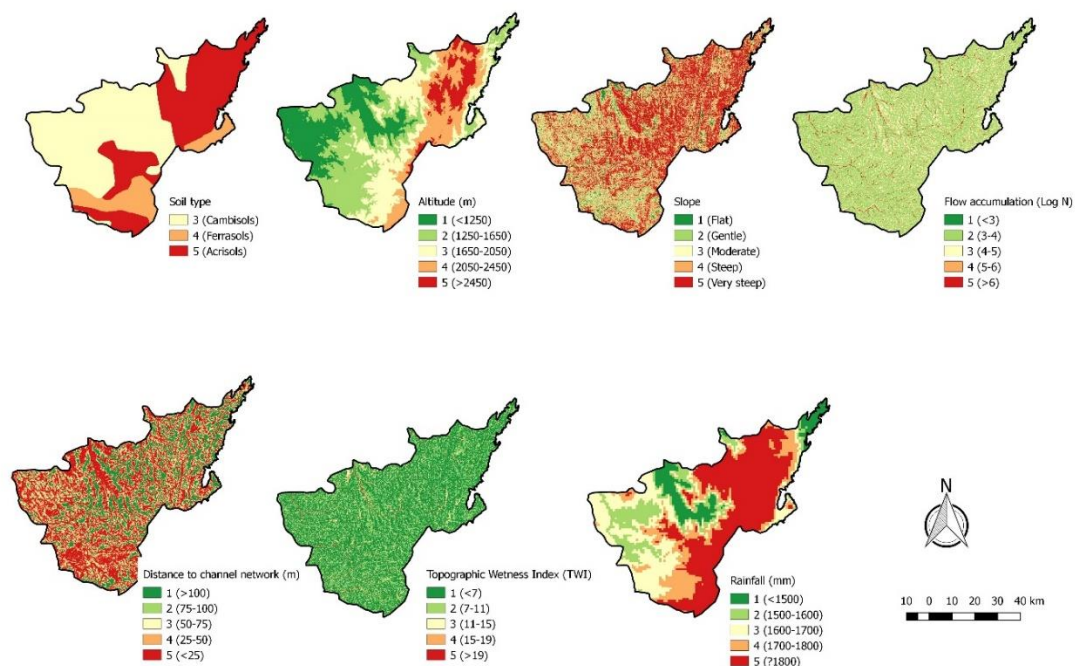 Soil type
3 (Cambisols)
4 (Ferrasols)
5 (Acrisols)
Altitude (m)
1 (<1250)
2 (1250-1650)
3 (1650-2050)
4 (2050-2450)
5 (>2450)
Slope
1 (Flat)
2 (Gentle)
3 (Moderate)
4 (Steep)
5 (Very steep)
Flow accumulation (Log N)
1 (<3)
2 (3-4)
3 (4-5)
4 (5-6)
5 (>6)
Distance to channel network (m)
1 (>100)
2 (75-100)
3 (50-75)
4 (25-50)
5 (<25)
Topographic Wetness Index (TWI)
1 (<7)
2 (7-11)
3 (11-15)
4 (15-19)
5 (>19)
Rainfall (mm)
1 (<1500)
2 (1500-1600)
3 (1600-1700)
4 (1700-1800)
5 (?1800)
N
10 0 10 20 30 40 km